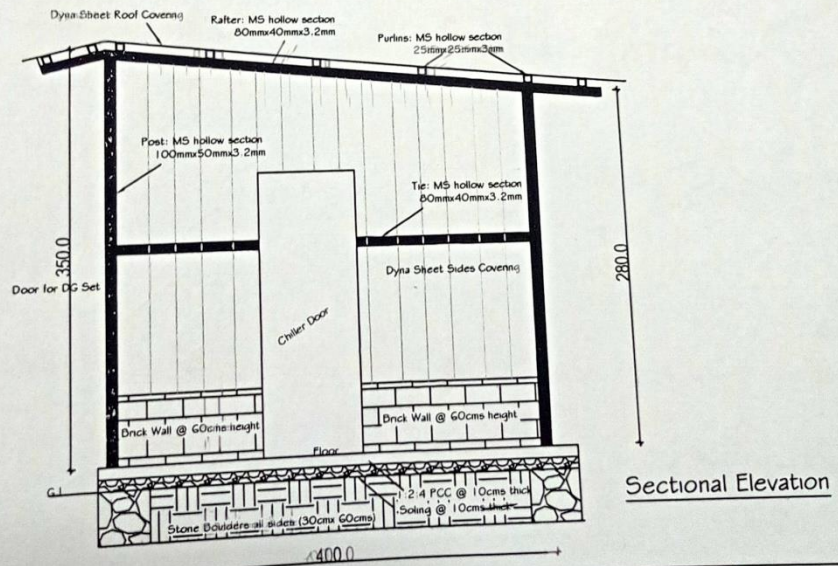 Dyna Sheet Roof Covering
Rafter: MS hollow section
80mmx40mmx3.2mm
Purlins: MS hollow section
25mmx25mmx3mm
Post: MS hollow section
100mmx50mmx3.2mm
Tie: MS hollow section
80mmx40mmx3.2mm
350.0
280.0
Door for DG Set
Dyna Sheet Sides Covering
Chiller Door
Brick Wall @ 60cms height
Brick Wall @ 60cms height
Floor
G.l
1:2:4 PCC @ 10cms thick
Soling @ 10cms thick
Stone Boulders all sides (30cmx 60cms)
Sectional Elevation
400.0